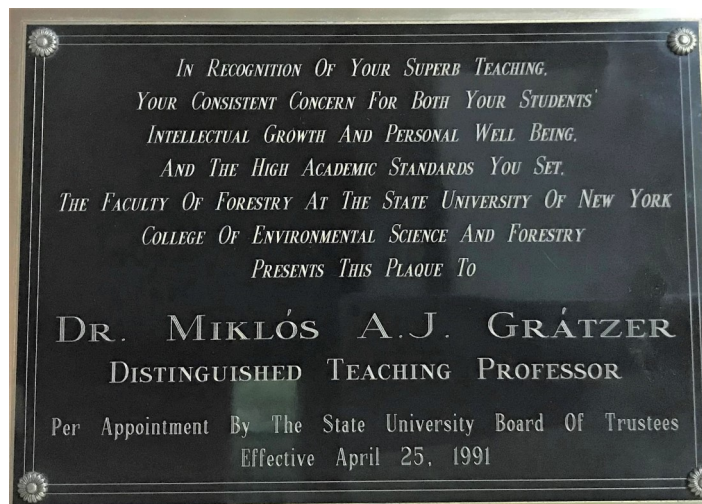 In Recognition Of Your Superb Teaching,
Your Consistent Concern For Both Your Students'
Intellectual Growth And Personal Well Being,
And The High Academic Standards You Set,
The Faculty Of Forestry At The State University Of New York
College Of Environmental Science And Forestry
Presents This Plaque To
Dr. Miklós A.J. Grátzer
Distinguished Teaching Professor
Per Appointment By The State University Board Of Trustees
Effective April 25, 1991